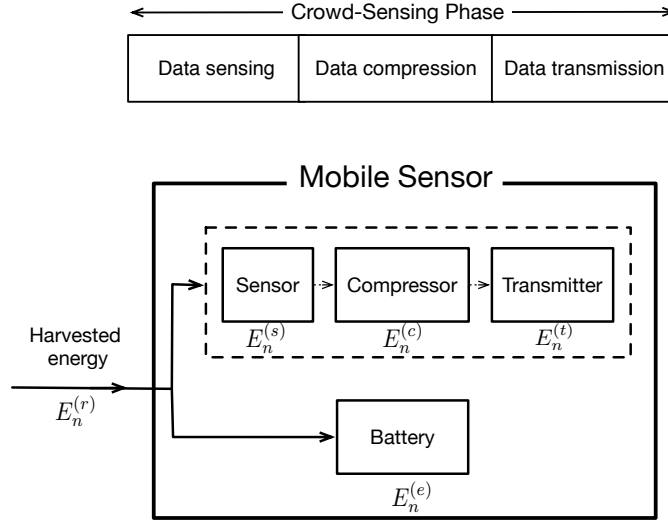 Crowd-Sensing Phase
Data sensing Data compression Data transmission
Mobile Sensor
Sensor Compressor Transmitter
E_n^{(s)} E_n^{(c)} E_n^{(t)}
Harvested
energy
E_n^{(r)}
Battery
E_n^{(e)}